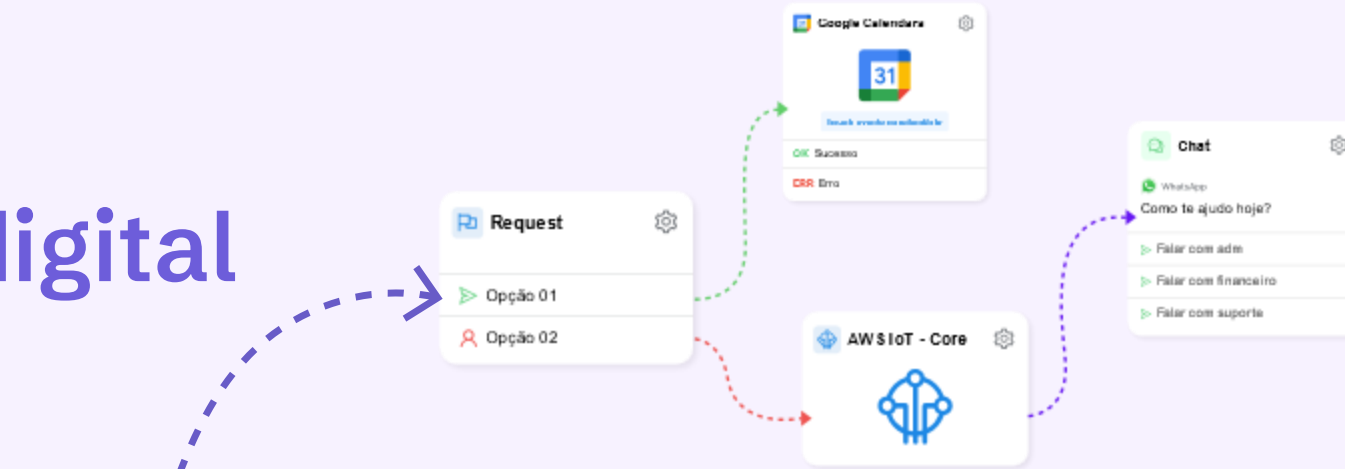 digital
Request
Opção 01
Opção 02
Google Calendars
31
OK Sucesso
ERR Erro
AWS IoT - Core
Chat
WhatsApp
Como te ajudo hoje?
Falar com adm
Falar com financeiro
Falar com suporte